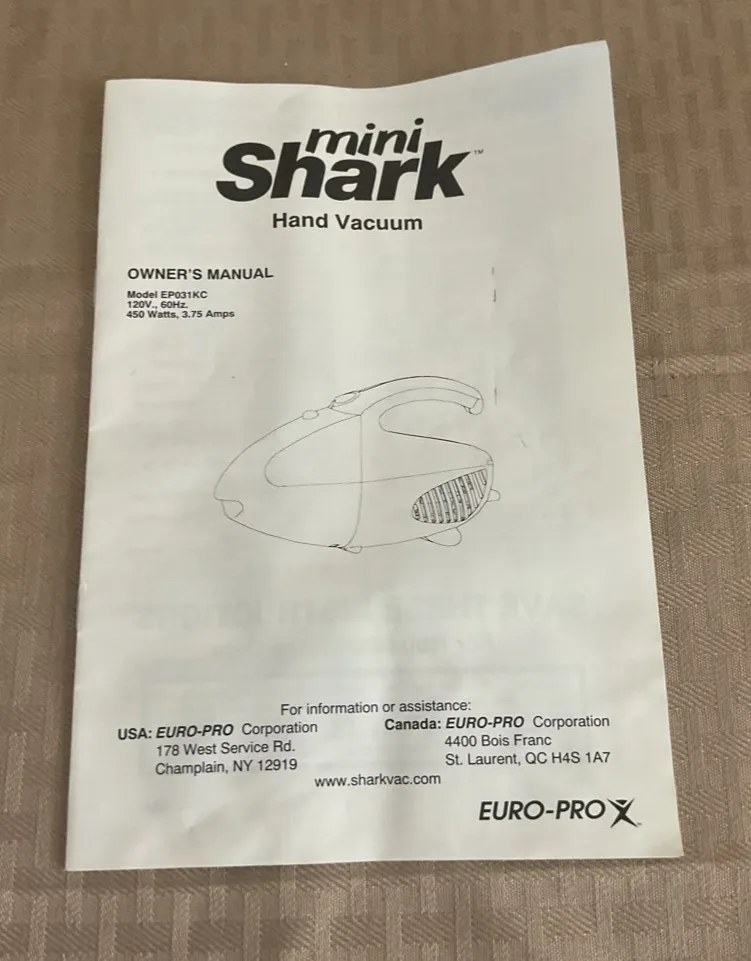 mini
Shark™
Hand Vacuum
OWNER'S MANUAL
Model EP031KC
120V., 60Hz.
450 Watts, 3.75 Amps
For information or assistance:
USA: EURO-PRO Corporation
178 West Service Rd.
Champlain, NY 12919
Canada: EURO-PRO Corporation
4400 Bois Franc
St. Laurent, QC H4S 1A7
www.sharkvac.com
EURO-PRO X